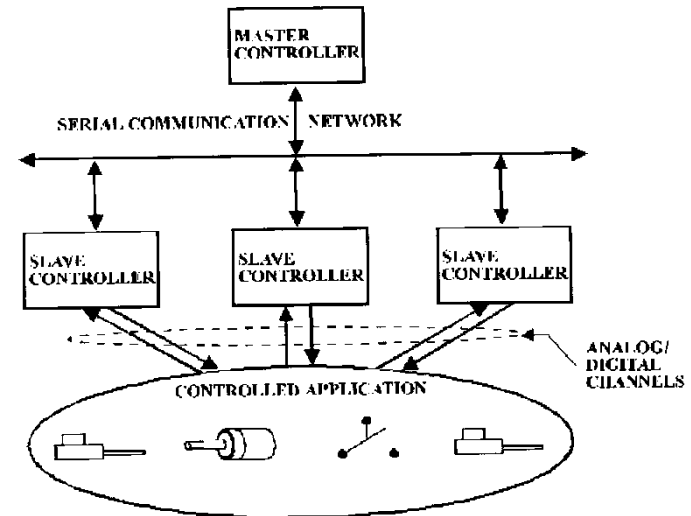 MASTER
CONTROLLER
SERIAL COMMUNICATION NETWORK
SLAVE
CONTROLLER
SLAVE
CONTROLLER
SLAVE
CONTROLLER
ANALOG/
DIGITAL
CHANNELS
CONTROLLED APPLICATION